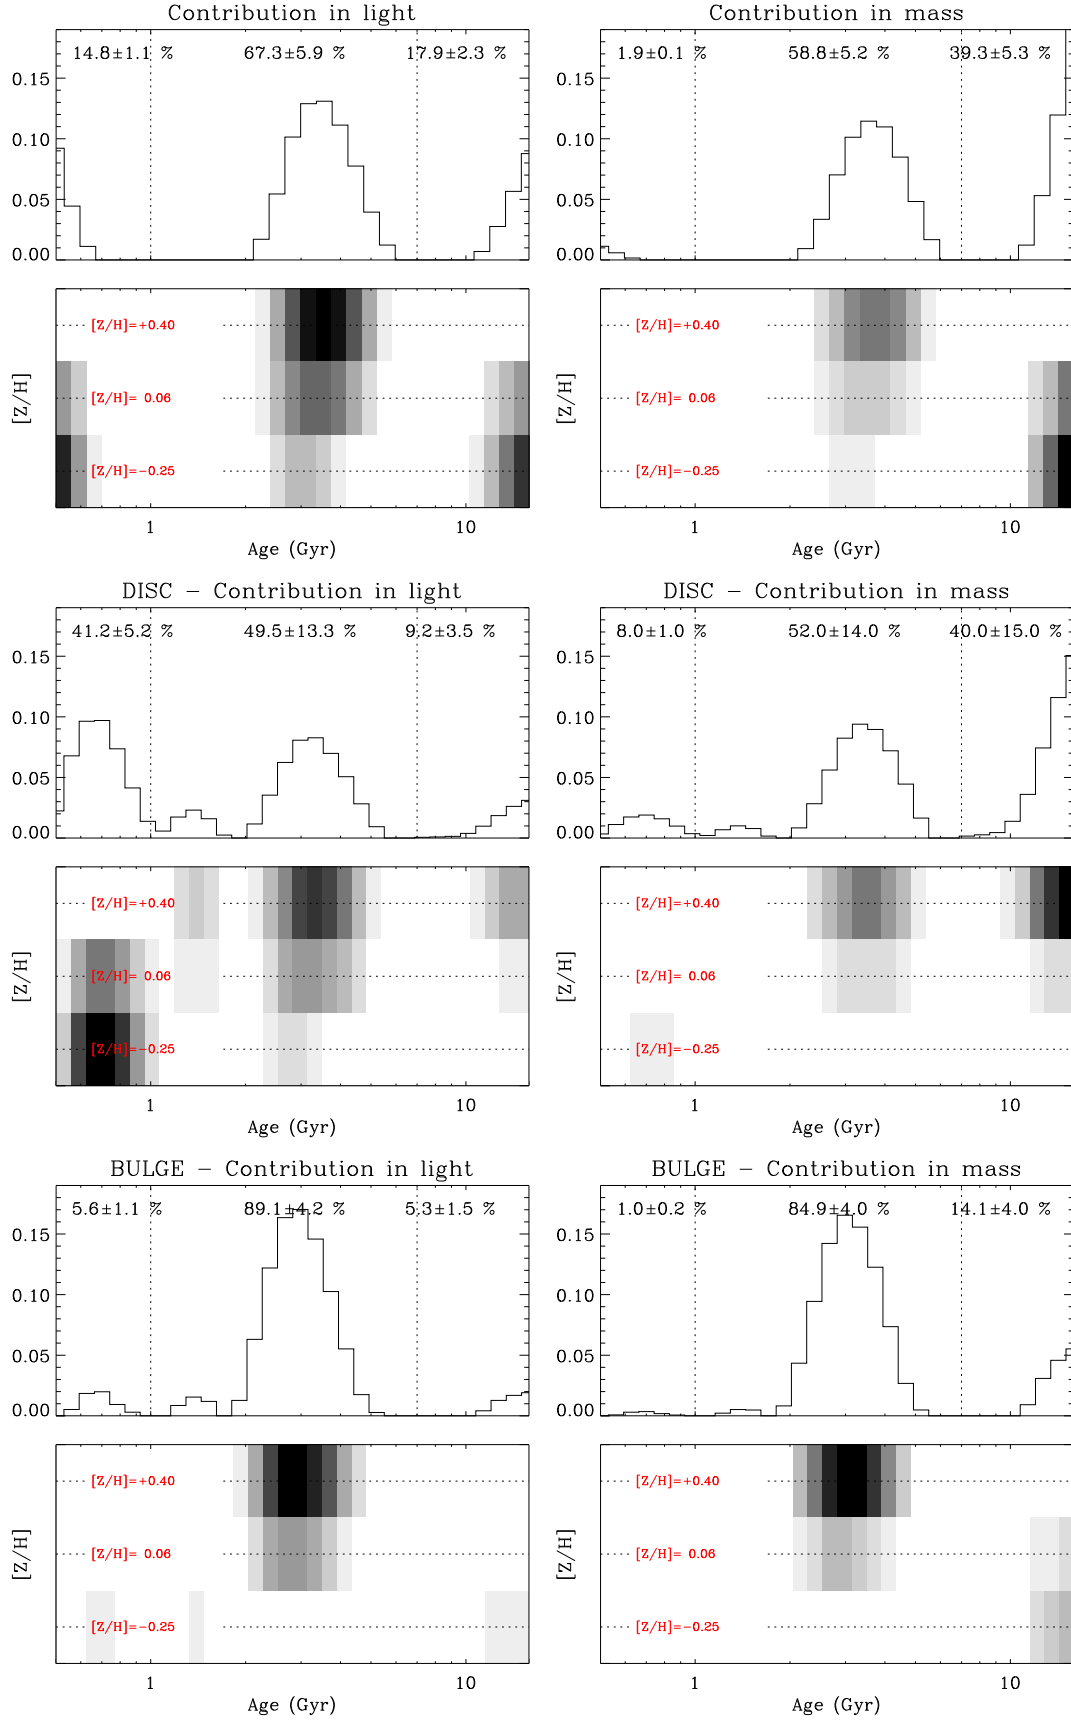 Contribution in light
Contribution in mass
14.8±1.1 % 67.3±5.9 % 17.9±2.3 %
1.9±0.1 % 58.8±5.2 % 39.3±5.3 %
0.15
0.10
0.05
0.00
0.15
0.10
0.05
0.00
[Z/H]
[Z/H]=+0.40
[Z/H]= 0.06
[Z/H]=−0.25
1 10
Age (Gyr)
[Z/H]
[Z/H]=+0.40
[Z/H]= 0.06
[Z/H]=−0.25
1 10
Age (Gyr)
DISC − Contribution in light
DISC − Contribution in mass
41.2±5.2 % 49.5±13.3 % 9.2±3.5 %
8.0±1.0 % 52.0±14.0 % 40.0±15.0 %
0.15
0.10
0.05
0.00
0.15
0.10
0.05
0.00
[Z/H]
[Z/H]=+0.40
[Z/H]= 0.06
[Z/H]=−0.25
1 10
Age (Gyr)
[Z/H]
[Z/H]=+0.40
[Z/H]= 0.06
[Z/H]=−0.25
1 10
Age (Gyr)
BULGE − Contribution in light
BULGE − Contribution in mass
5.6±1.1 % 89.1±4.2 % 5.3±1.5 %
1.0±0.2 % 84.9±4.0 % 14.1±4.0 %
0.15
0.10
0.05
0.00
0.15
0.10
0.05
0.00
[Z/H]
[Z/H]=+0.40
[Z/H]= 0.06
[Z/H]=−0.25
1 10
Age (Gyr)
[Z/H]
[Z/H]=+0.40
[Z/H]= 0.06
[Z/H]=−0.25
1 10
Age (Gyr)